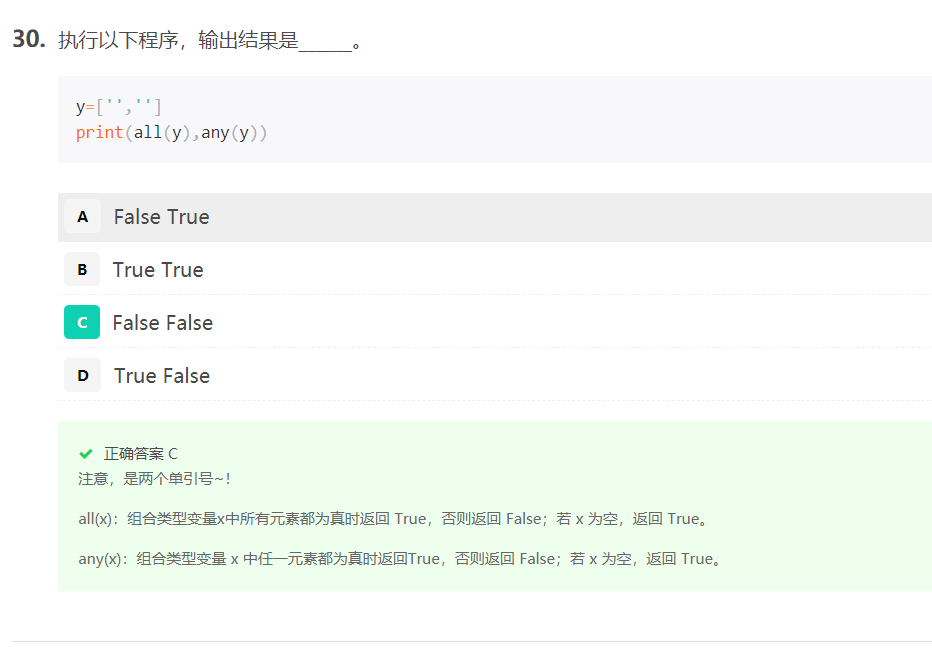 30. 执行以下程序，输出结果是_____。
y=['','']
print(all(y),any(y))
A False True
B True True
C False False
D True False
正确答案 C
注意，是两个单引号~!
all(x)：组合类型变量x中所有元素都为真时返回 True，否则返回 False；若 x 为空，返回 True。
any(x)：组合类型变量 x 中任一元素都为真时返回True，否则返回 False；若 x 为空，返回 True。